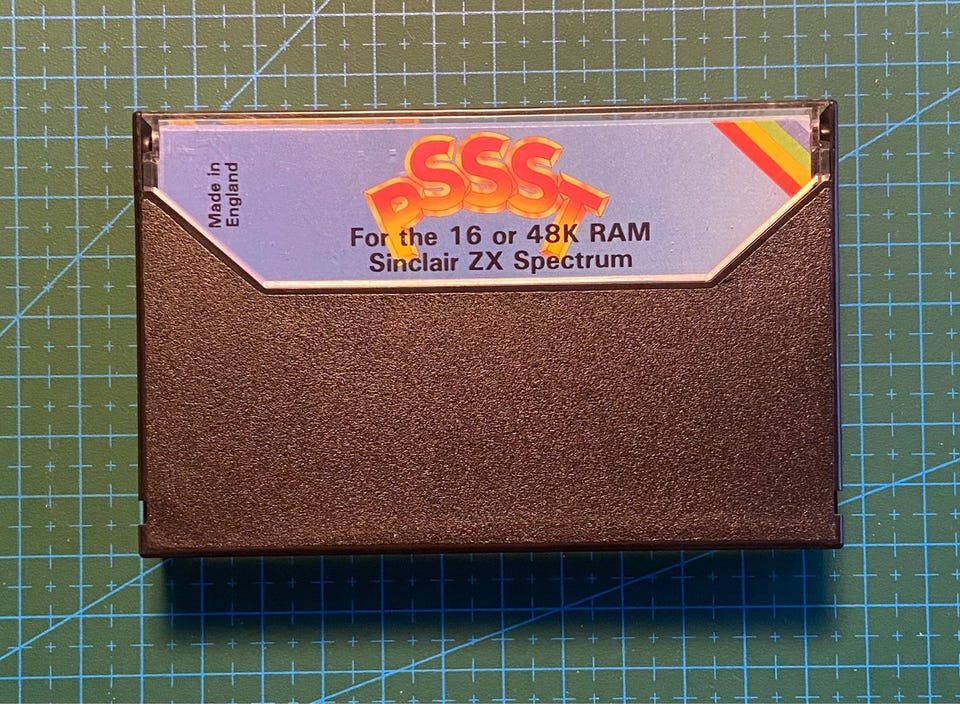 Made in
England
PSSST
For the 16 or 48K RAM
Sinclair ZX Spectrum